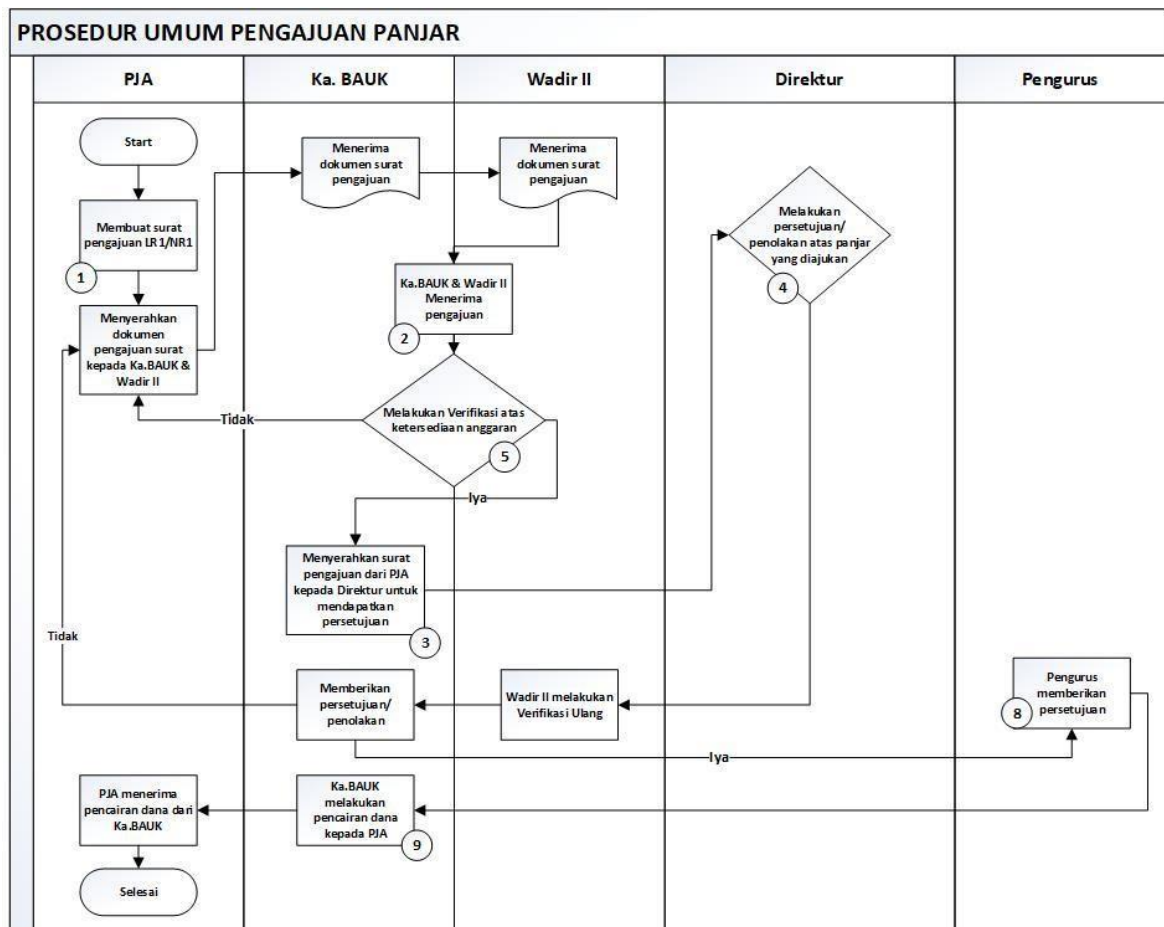 PROSEDUR UMUM PENGAJUAN PANJAR
PJA
Ka. BAUK
Wadir II
Direktur
Pengurus
Start
Menerima
dokumen surat
pengajuan
Menerima
dokumen surat
pengajuan
Membuat surat
pengajuan LR1/NR1
1
Melakukan
persetujuan/
penolakan atas panjar
yang diajukan
4
Menyerahkan
dokumen
pengajuan surat
kepada Ka.BAUK &
Wadir II
Ka.BAUK & Wadir II
Menerima
pengajuan
2
Tidak
Melakukan Verifikasi atas
ketersediaan anggaran
5
Iya
Menyerahkan surat
pengajuan dari PJA
kepada Direktur untuk
mendapatkan
persetujuan
3
Tidak
Memberikan
persetujuan/
penolakan
Wadir II melakukan
Verifikasi Ulang
Pengurus
memberikan
persetujuan
8
Iya
PJA menerima
pencairan dana dari
Ka.BAUK
Ka.BAUK
melakukan
pencairan dana
kepada PJA
9
Selesai